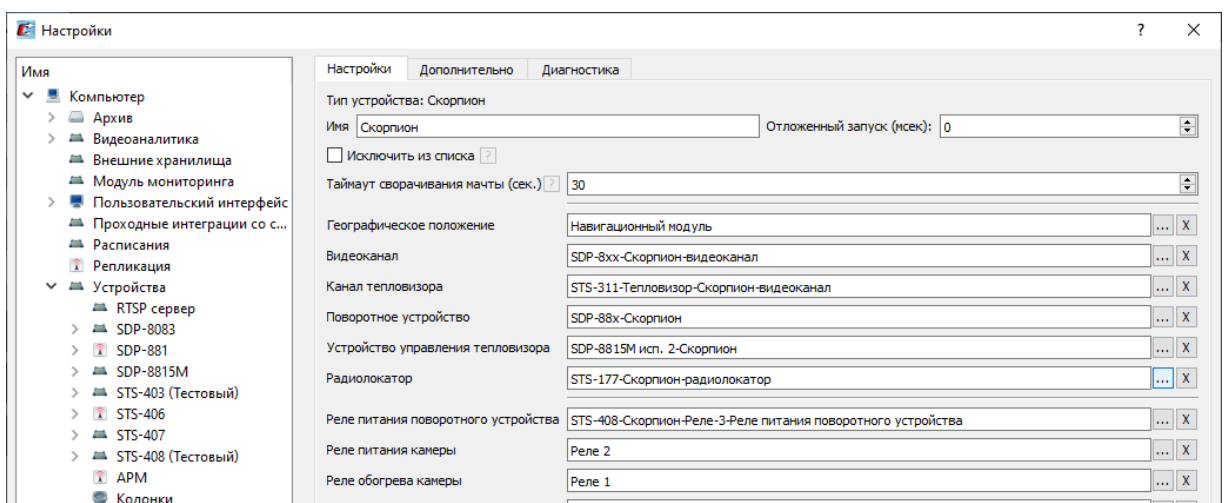 Настройки ?
Имя
Компьютер
Архив
Видеоаналитика
Внешние хранилища
Модуль мониторинга
Пользовательский интерфейс
Проходные интеграции со с...
Расписания
Репликация
Устройства
RTSP сервер
SDP-8083
SDP-881
SDP-8815M
STS-403 (Тестовый)
STS-406
STS-407
STS-408 (Тестовый)
АРМ
Колонки
Настройки Дополнительно Диагностика
Тип устройства: Скорпион
Имя Скорпион Отложенный запуск (мсек): 0
Исключить из списка ?
Таймаут сворачивания мачты (сек.) ? 30
Географическое положение Навигационный модуль ... X
Видеоканал SDP-8xx-Скорпион-видеоканал ... X
Канал тепловизора STS-311-Тепловизор-Скорпион-видеоканал ... X
Поворотное устройство SDP-88x-Скорпион ... X
Устройство управления тепловизора SDP-8815M исп. 2-Скорпион ... X
Радиолокатор STS-177-Скорпион-радиолокатор ... X
Реле питания поворотного устройства STS-408-Скорпион-Реле-3-Реле питания поворотного устройства ... X
Реле питания камеры Реле 2 ... X
Реле обогрева камеры Реле 1 ... X